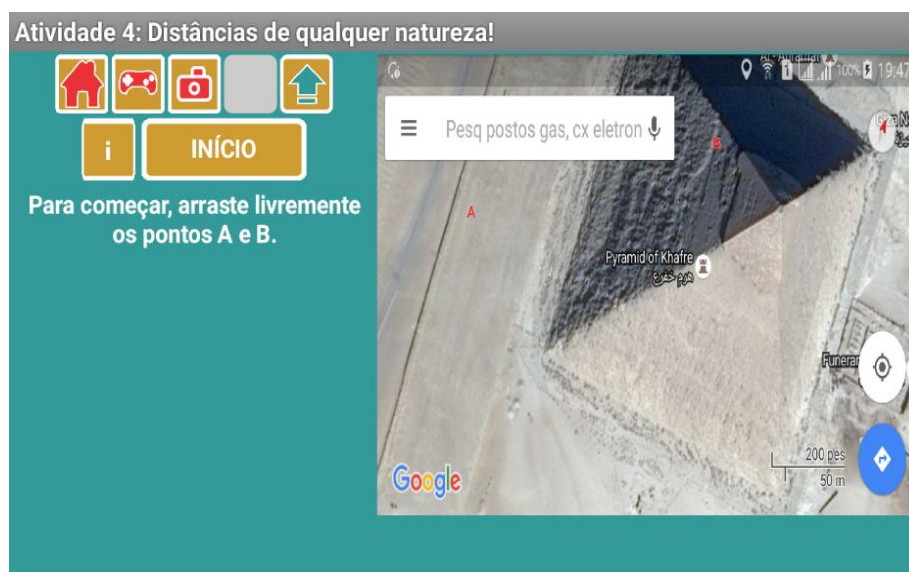 Atividade 4: Distâncias de qualquer natureza!
i
INÍCIO
Para começar, arraste livremente
os pontos A e B.
100%
19:47
Pesq postos gas, cx eletron
B
A
Pyramid of Khafre
هرم خفرع
Funerar
200 pés
50 m
Google